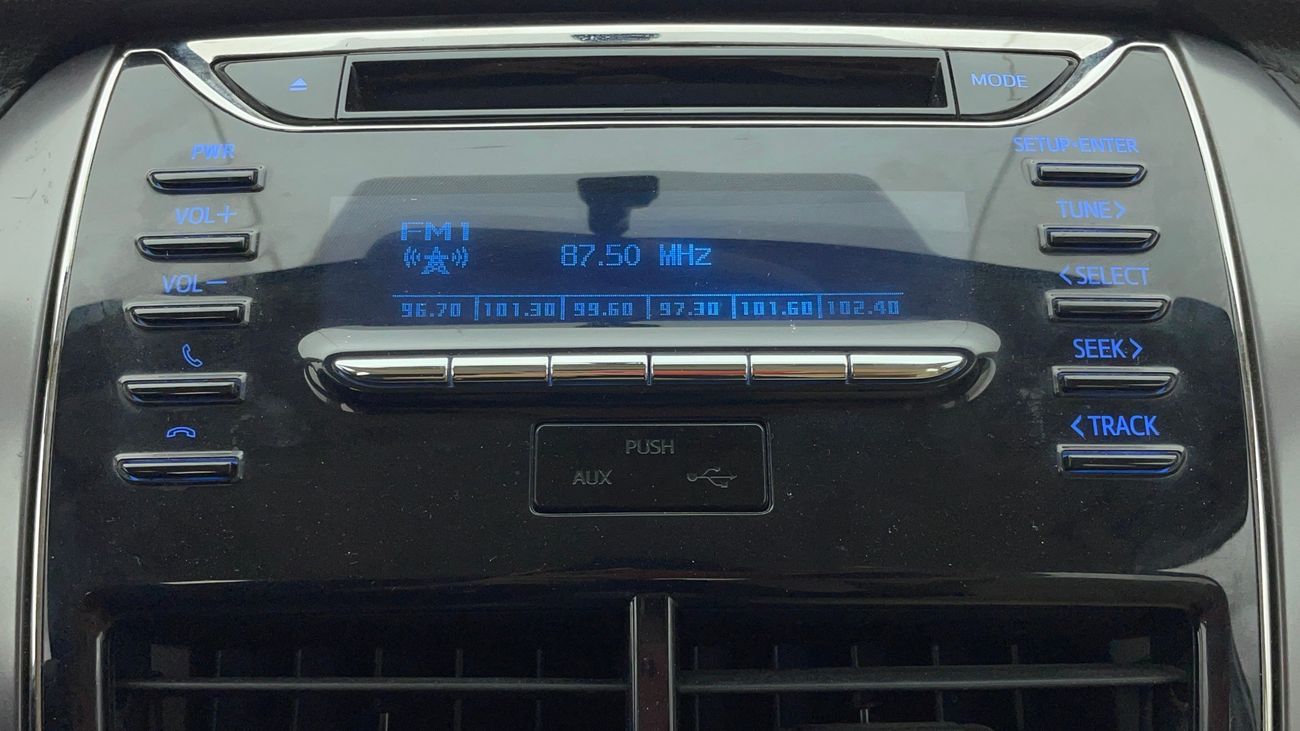 MODE
PWR
SETUP•ENTER
VOL+
TUNE>
FM1
87.50 MHz
VOL−
<SELECT
96.70 101.30 99.60 97.30 101.60 102.40
SEEK>
<TRACK
PUSH
AUX